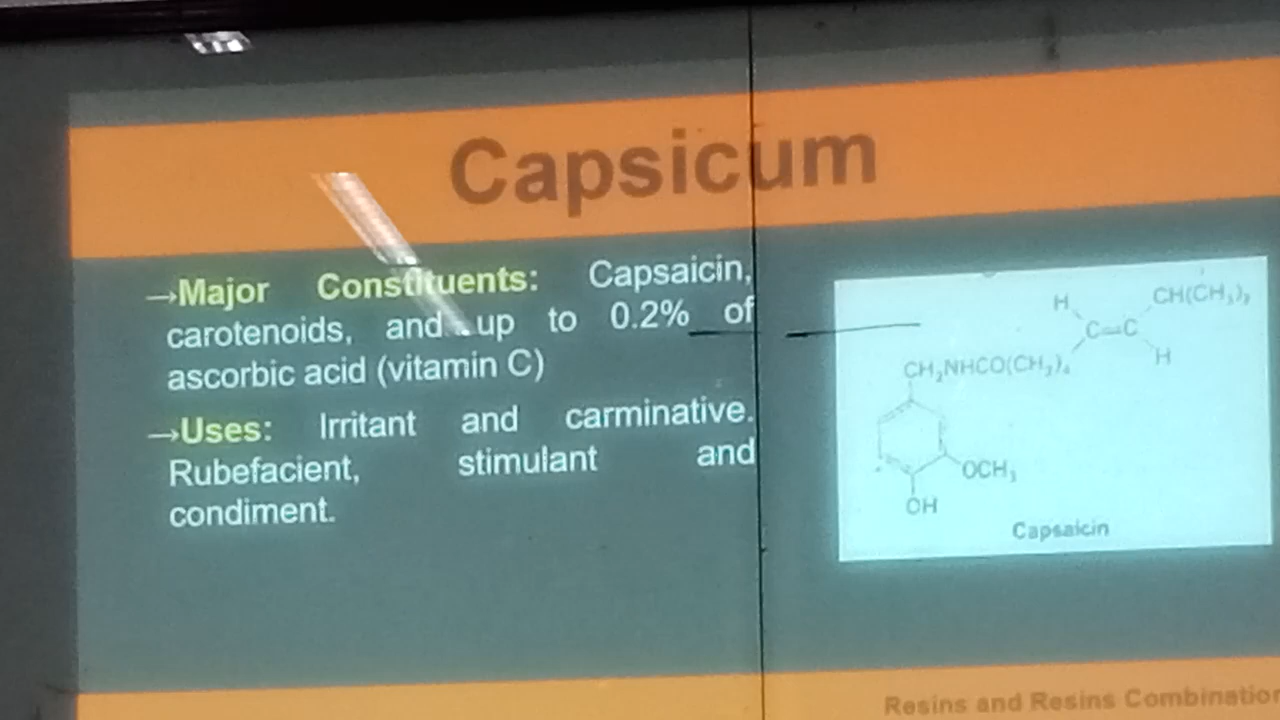 Capsicum
→Major Constituents: Capsaicin,
carotenoids, and up to 0.2% of
ascorbic acid (vitamin C)
→Uses: Irritant and carminative.
Rubefacient, stimulant and
condiment.
H
CH(CH₃)₂
C=C
H
CH₂NHCO(CH₂)₄
OCH₃
OH
Capsaicin
Resins and Resins Combination